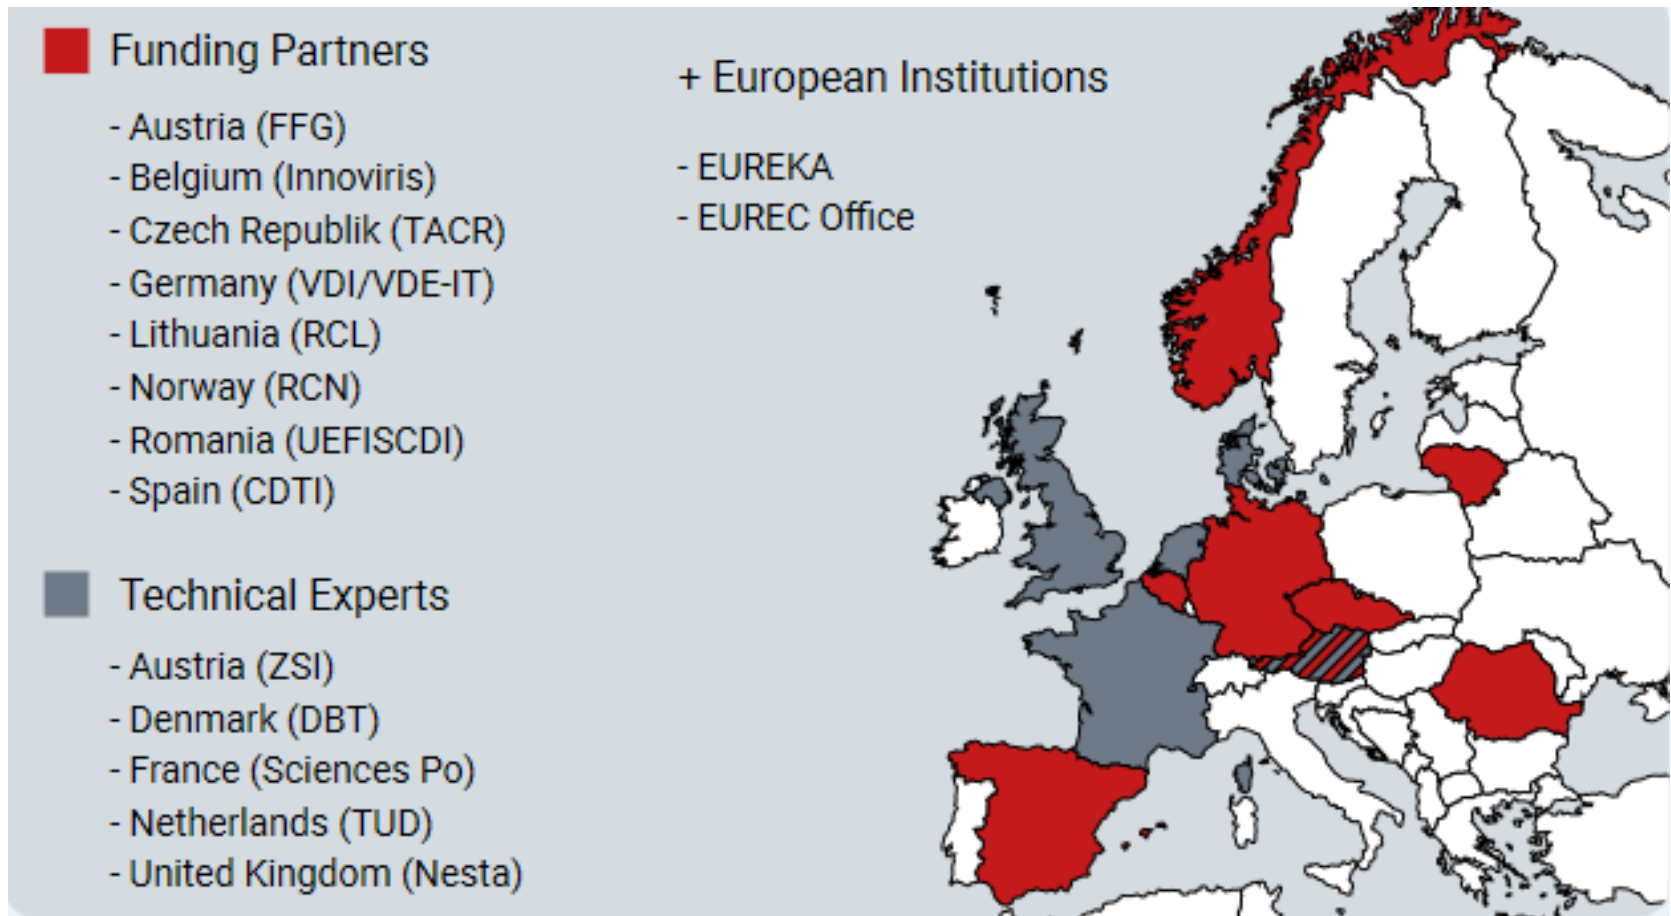 Funding Partners
- Austria (FFG)
- Belgium (Innoviris)
- Czech Republik (TACR)
- Germany (VDI/VDE-IT)
- Lithuania (RCL)
- Norway (RCN)
- Romania (UEFISCDI)
- Spain (CDTI)
Technical Experts
- Austria (ZSI)
- Denmark (DBT)
- France (Sciences Po)
- Netherlands (TUD)
- United Kingdom (Nesta)
+ European Institutions
- EUREKA
- EUREC Office